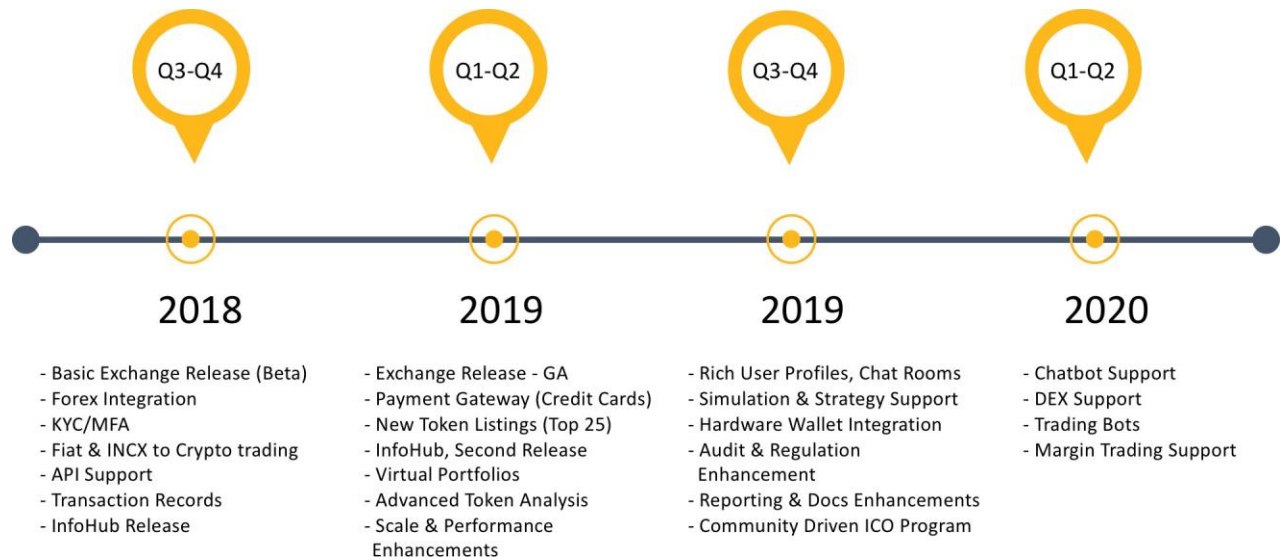 Q3-Q4
Q1-Q2
Q3-Q4
Q1-Q2
2018
2019
2019
2020
- Basic Exchange Release (Beta)
- Forex Integration
- KYC/MFA
- Fiat & INCX to Crypto trading
- API Support
- Transaction Records
- InfoHub Release
- Exchange Release - GA
- Payment Gateway (Credit Cards)
- New Token Listings (Top 25)
- InfoHub, Second Release
- Virtual Portfolios
- Advanced Token Analysis
- Scale & Performance
Enhancements
- Rich User Profiles, Chat Rooms
- Simulation & Strategy Support
- Hardware Wallet Integration
- Audit & Regulation
Enhancement
- Reporting & Docs Enhancements
- Community Driven ICO Program
- Chatbot Support
- DEX Support
- Trading Bots
- Margin Trading Support